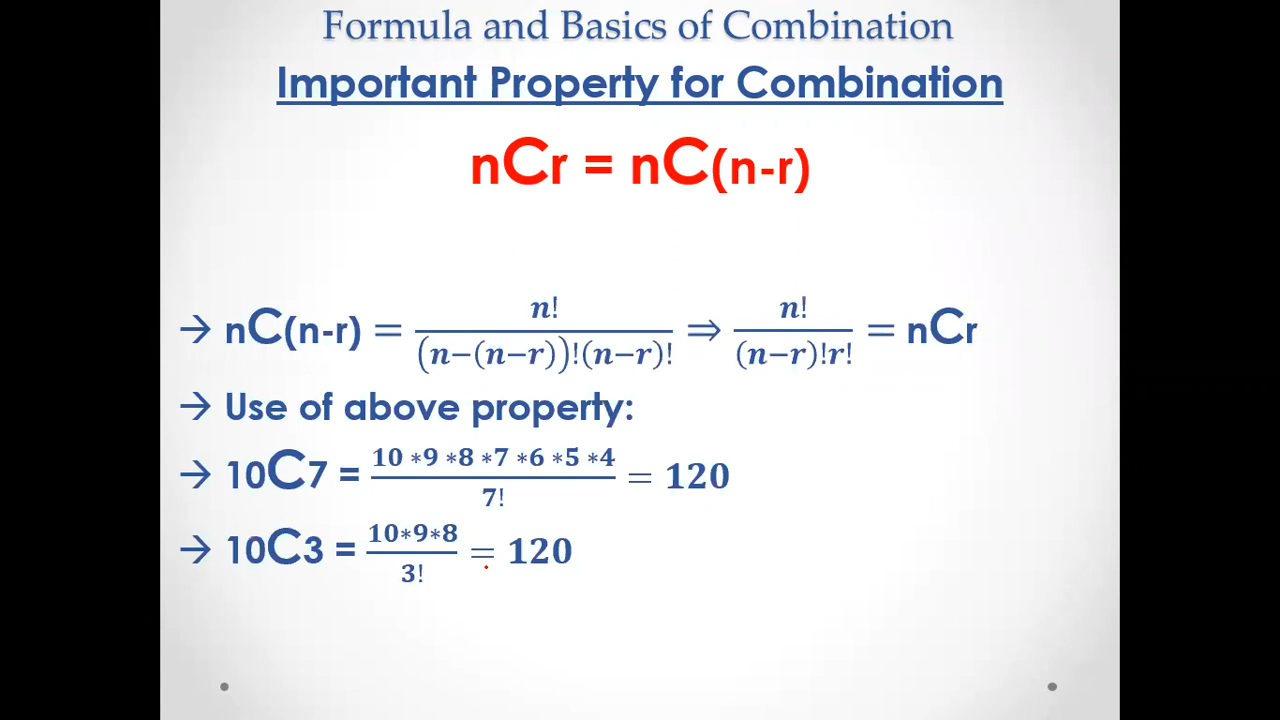 Formula and Basics of Combination
Important Property for Combination
nCr = nC(n-r)
→ nC(n-r) = n! / (n−(n−r))!(n−r)! ⇒ n! / (n−r)!r! = nCr
→ Use of above property:
→ 10C7 = 10 *9 *8 *7 *6 *5 *4 / 7! = 120
→ 10C3 = 10*9*8 / 3! = 120